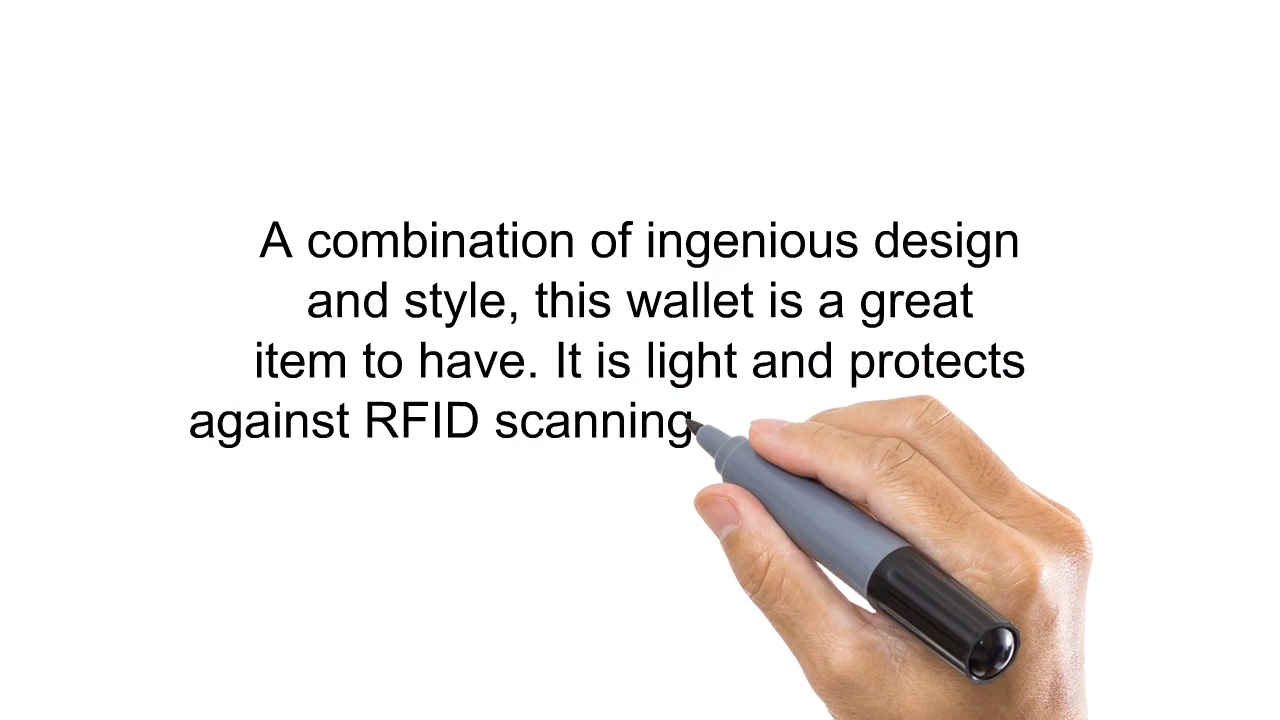 A combination of ingenious design
and style, this wallet is a great
item to have. It is light and protects
against RFID scanning